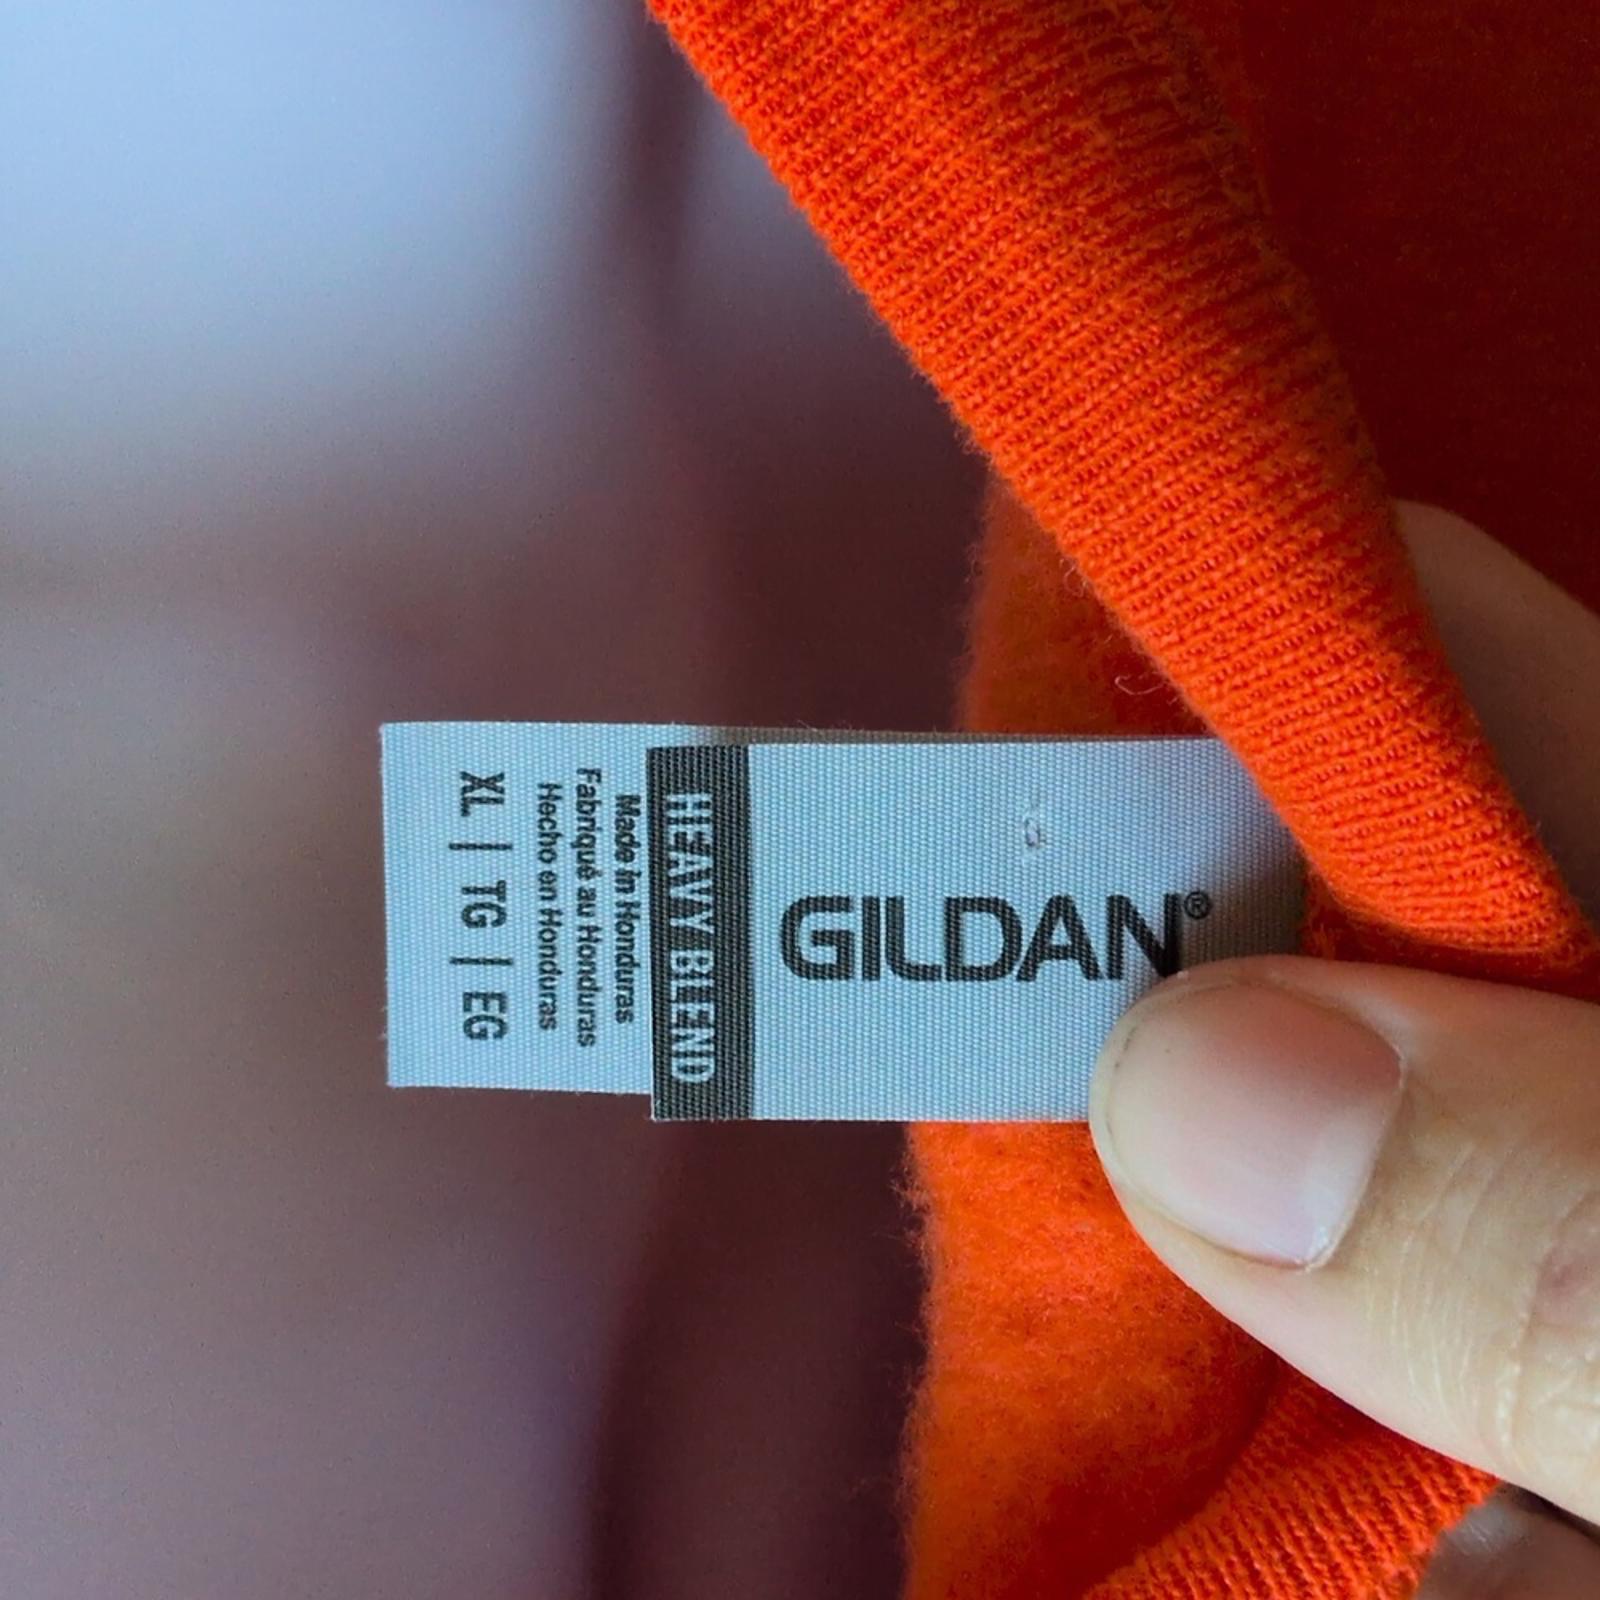 GILDAN®
HEAVY BLEND
Made in Honduras
Fabriqué au Honduras
Hecho en Honduras
XL | TG | EG